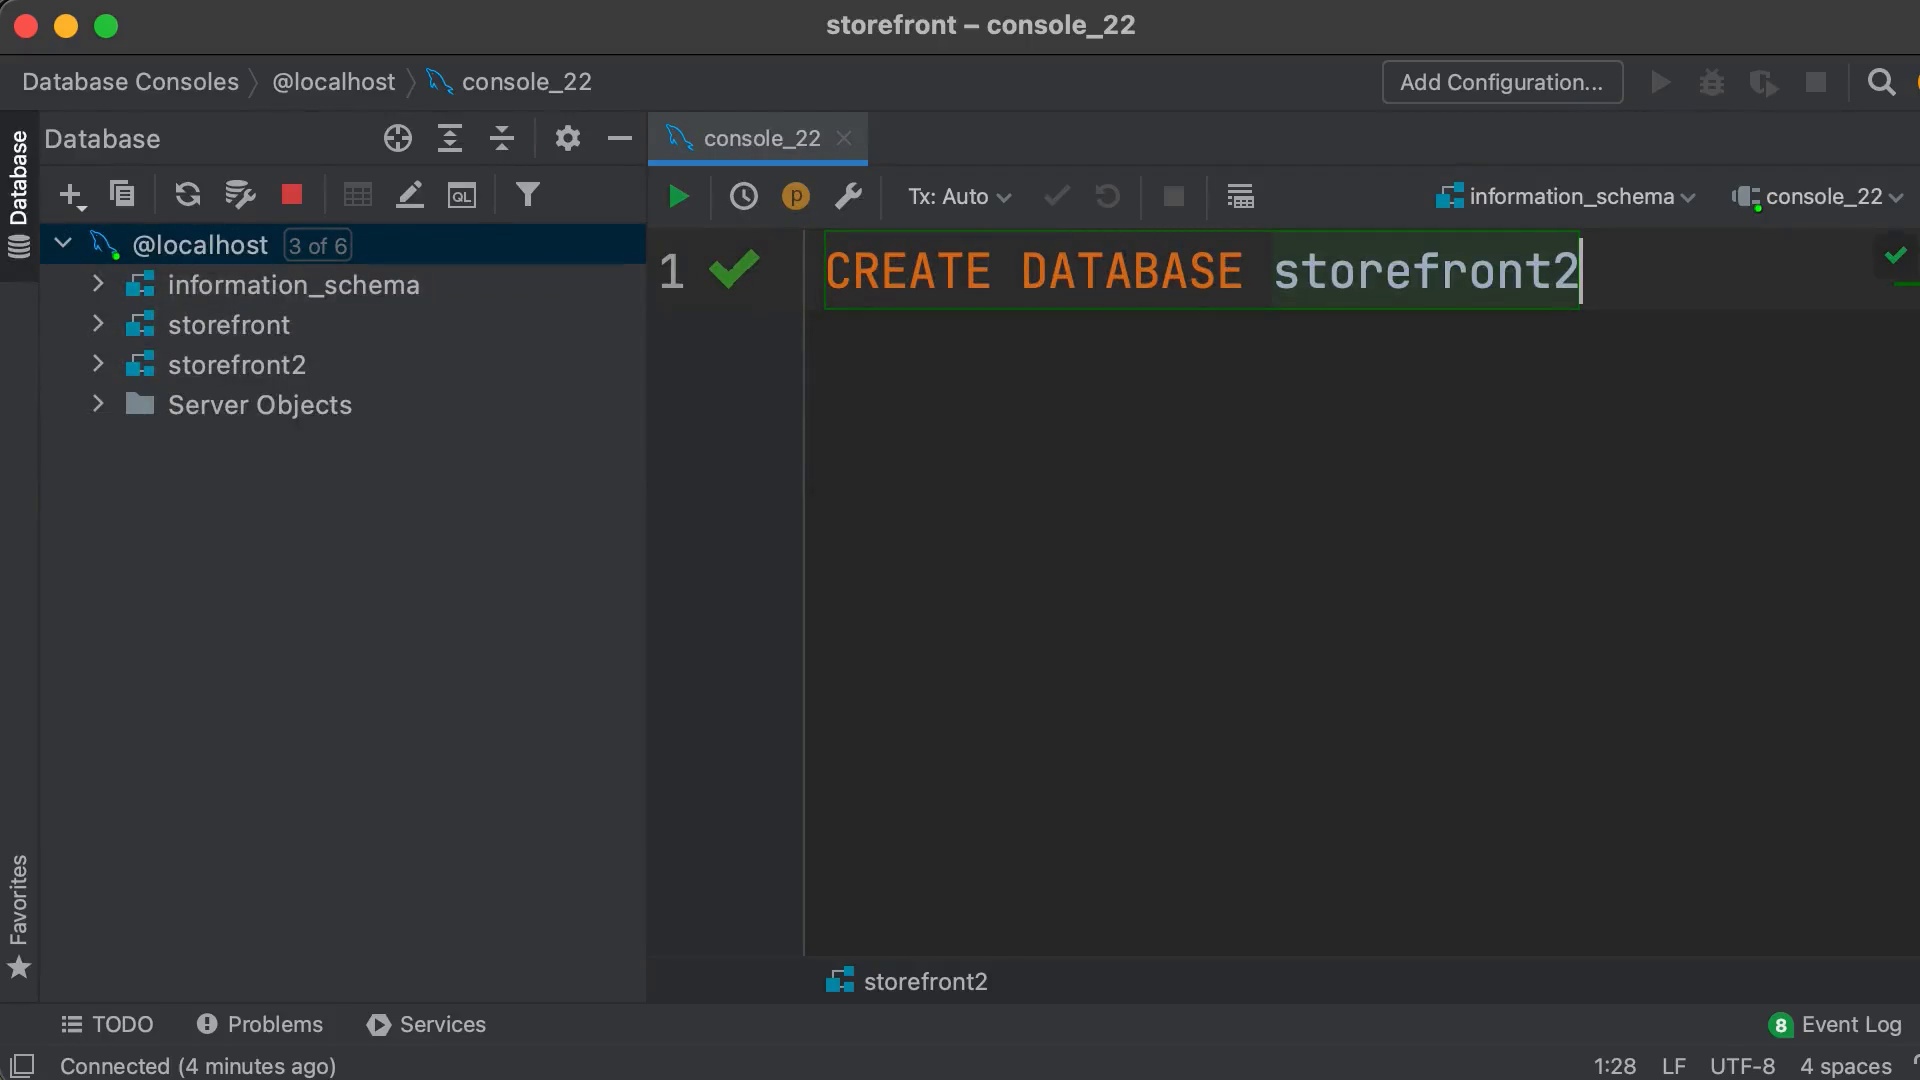 storefront – console_22
Database Consoles
@localhost
console_22
Add Configuration...
Database
Database
console_22
Tx: Auto
information_schema
console_22
@localhost 3 of 6
information_schema
storefront
storefront2
Server Objects
1 CREATE DATABASE storefront2
QL
p
Favorites
storefront2
TODO
Problems
Services
8 Event Log
Connected (4 minutes ago)
1:28 LF UTF-8 4 spaces